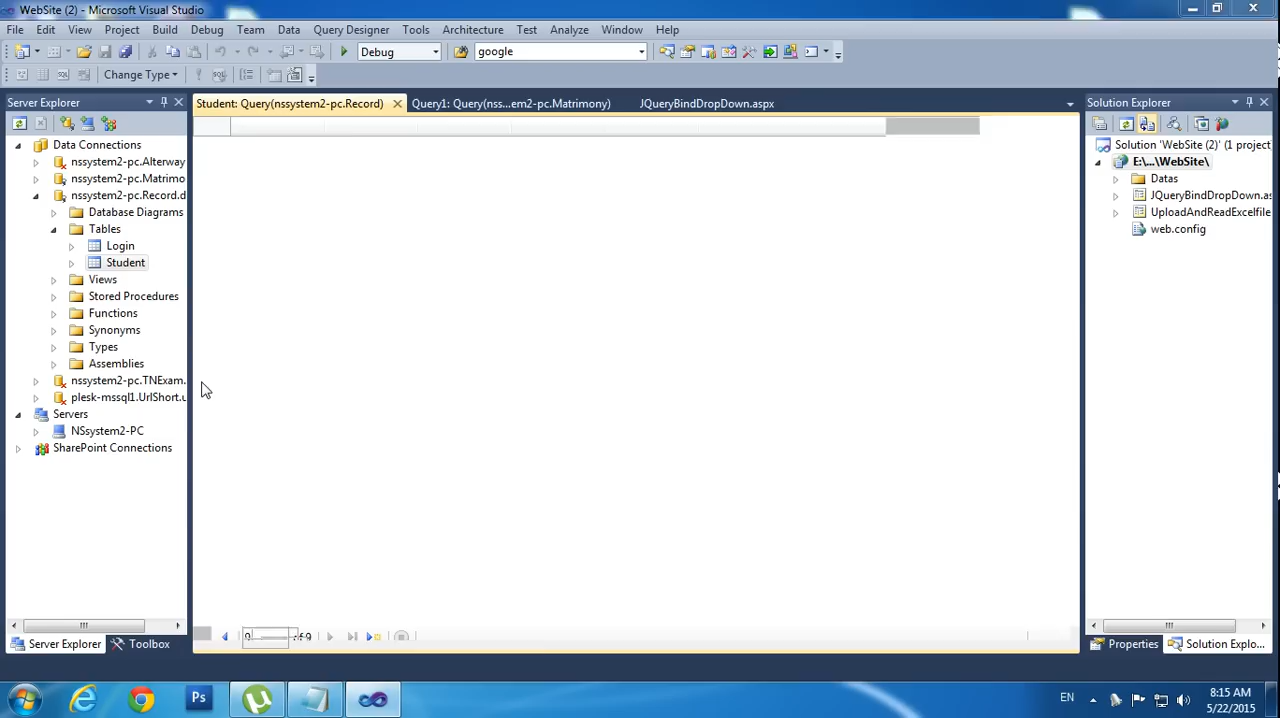 WebSite (2) - Microsoft Visual Studio
File Edit View Project Build Debug Team Data Query Designer Tools Architecture Test Analyze Window Help
Debug google
Change Type
Server Explorer
Student: Query(nssystem2-pc.Record) Query1: Query(nss...em2-pc.Matrimony) JQueryBindDropDown.aspx
Solution Explorer
Data Connections
nssystem2-pc.Alterway
nssystem2-pc.Matrimo
nssystem2-pc.Record.d
Database Diagrams
Tables
Login
Student
Views
Stored Procedures
Functions
Synonyms
Types
Assemblies
nssystem2-pc.TNExam.
plesk-mssql1.UrlShort.u
Servers
NSsystem2-PC
SharePoint Connections
Solution 'WebSite (2)' (1 project
E:\...\WebSite\
Datas
JQueryBindDropDown.as
UploadAndReadExcelfile
web.config
9 of 9
Server Explorer Toolbox
Properties Solution Explo...
Ps
EN
8:15 AM
5/22/2015